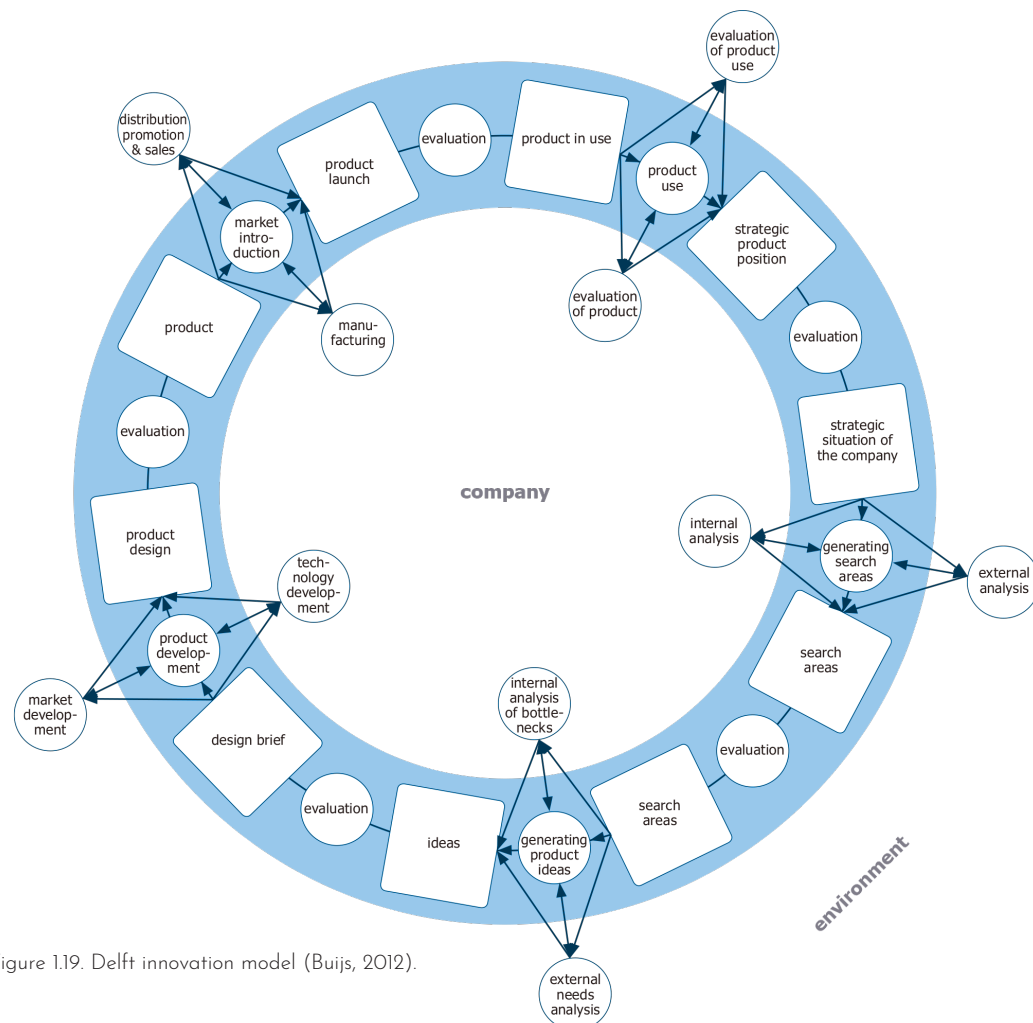 evaluation
of product
use
distribution
promotion
& sales
product
launch
evaluation
product in use
product
use
market
intro-
duction
strategic
product
position
evaluation
of product
product
manu-
facturing
evaluation
evaluation
strategic
situation of
the company
company
internal
analysis
generating
search
areas
external
analysis
product
design
tech-
nology
develop-
ment
product
develop-
ment
market
develop-
ment
search
areas
internal
analysis
of bottle-
necks
design brief
evaluation
evaluation
search
areas
ideas
generating
product
ideas
environment
external
needs
analysis
igure 1.19. Delft innovation model (Buijs, 2012).